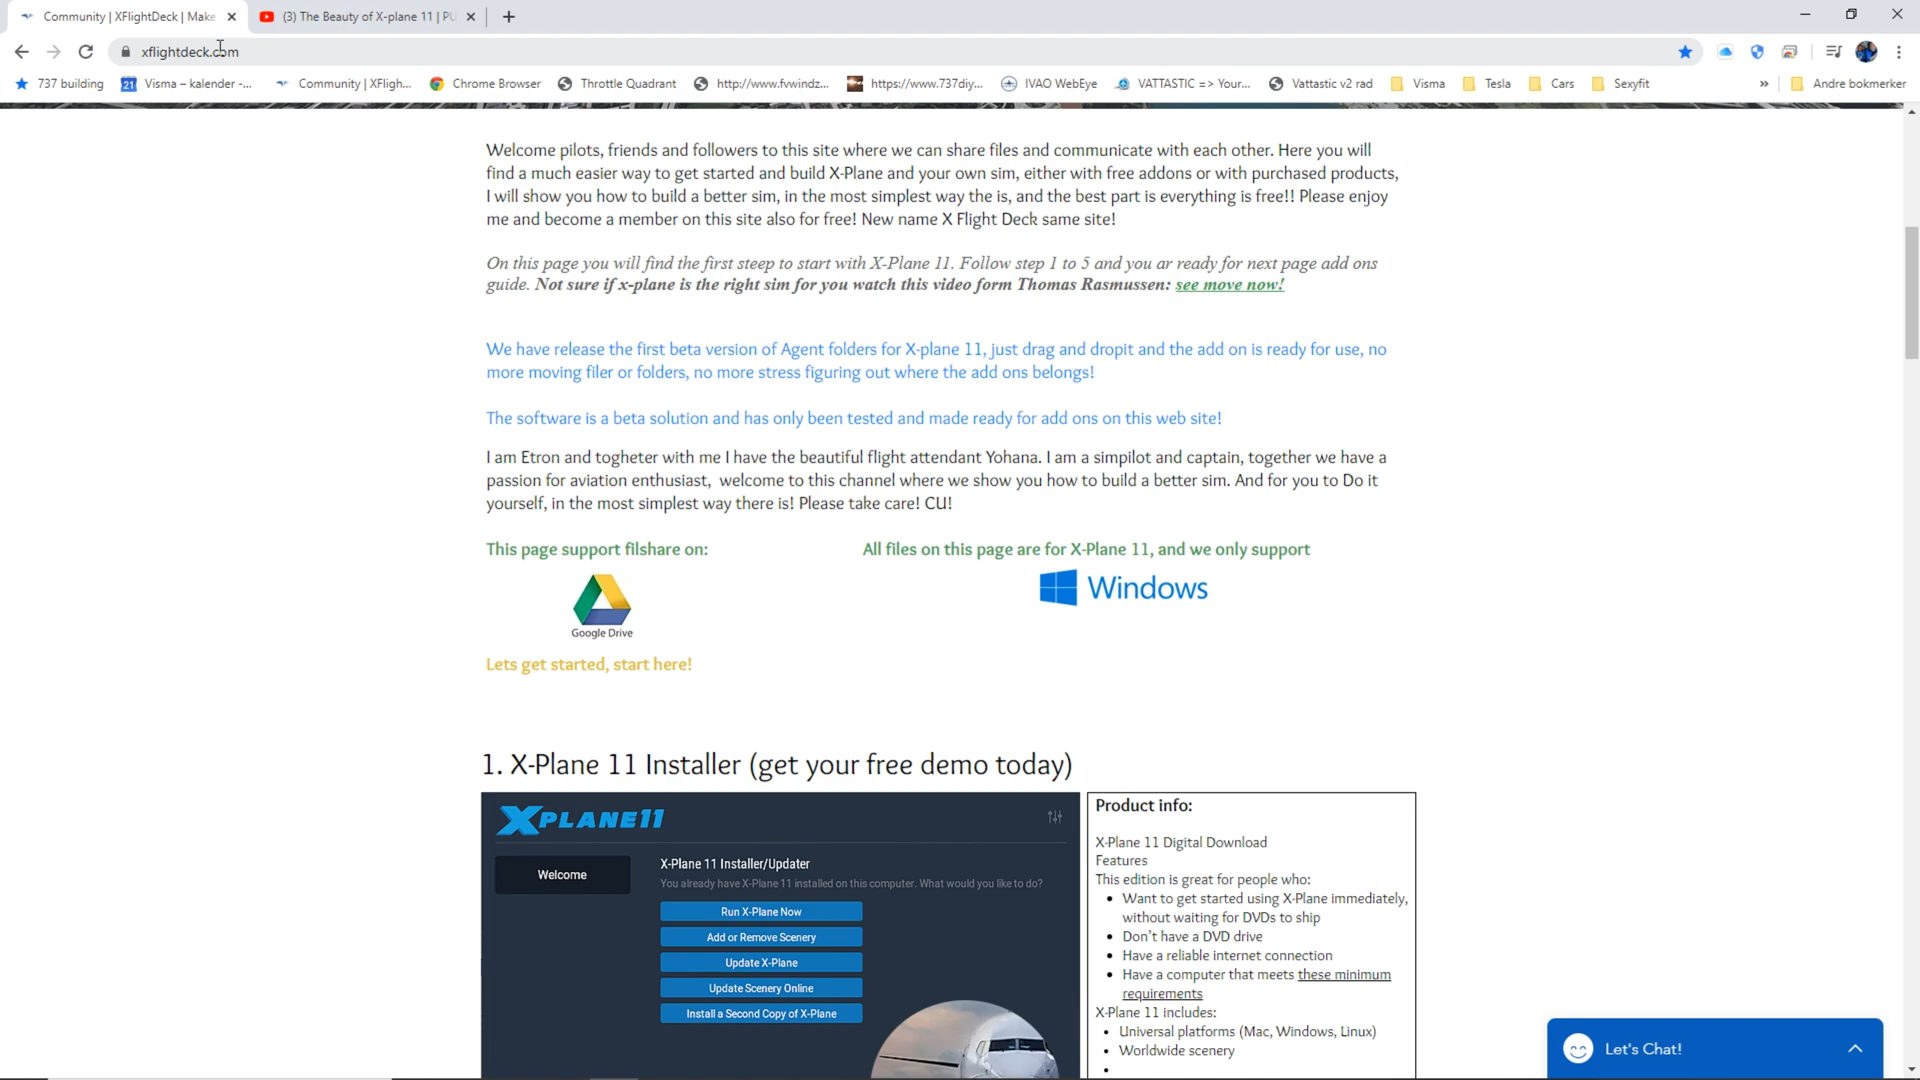 Community | XFlightDeck | Make
(3) The Beauty of X-plane 11 | PU
xflightdeck.com
737 building
21
Visma – kalender -...
Community | XFligh...
Chrome Browser
Throttle Quadrant
http://www.fvwindz...
https://www.737diy...
IVAO WebEye
VATTASTIC => Your...
Vattastic v2 rad
Visma
Tesla
Cars
Sexyfit
»
Andre bokmerker
Welcome pilots, friends and followers to this site where we can share files and communicate with each other. Here you will
find a much easier way to get started and build X-Plane and your own sim, either with free addons or with purchased products,
I will show you how to build a better sim, in the most simplest way the is, and the best part is everything is free!! Please enjoy
me and become a member on this site also for free! New name X Flight Deck same site!
On this page you will find the first steep to start with X-Plane 11. Follow step 1 to 5 and you ar ready for next page add ons
guide. Not sure if x-plane is the right sim for you watch this video form Thomas Rasmussen: see move now!
We have release the first beta version of Agent folders for X-plane 11, just drag and dropit and the add on is ready for use, no
more moving filer or folders, no more stress figuring out where the add ons belongs!
The software is a beta solution and has only been tested and made ready for add ons on this web site!
I am Etron and togheter with me I have the beautiful flight attendant Yohana. I am a simpilot and captain, together we have a
passion for aviation enthusiast, welcome to this channel where we show you how to build a better sim. And for you to Do it
yourself, in the most simplest way there is! Please take care! CU!
This page support filshare on:
All files on this page are for X-Plane 11, and we only support
Google Drive
Windows
Lets get started, start here!
1. X-Plane 11 Installer (get your free demo today)
XPLANE11
Welcome
X-Plane 11 Installer/Updater
You already have X-Plane 11 installed on this computer. What would you like to do?
Run X-Plane Now
Add or Remove Scenery
Update X-Plane
Update Scenery Online
Install a Second Copy of X-Plane
Product info:
X-Plane 11 Digital Download
Features
This edition is great for people who:
• Want to get started using X-Plane immediately,
without waiting for DVDs to ship
• Don't have a DVD drive
• Have a reliable internet connection
• Have a computer that meets these minimum
requirements
X-Plane 11 includes:
• Universal platforms (Mac, Windows, Linux)
• Worldwide scenery
•
Let's Chat!